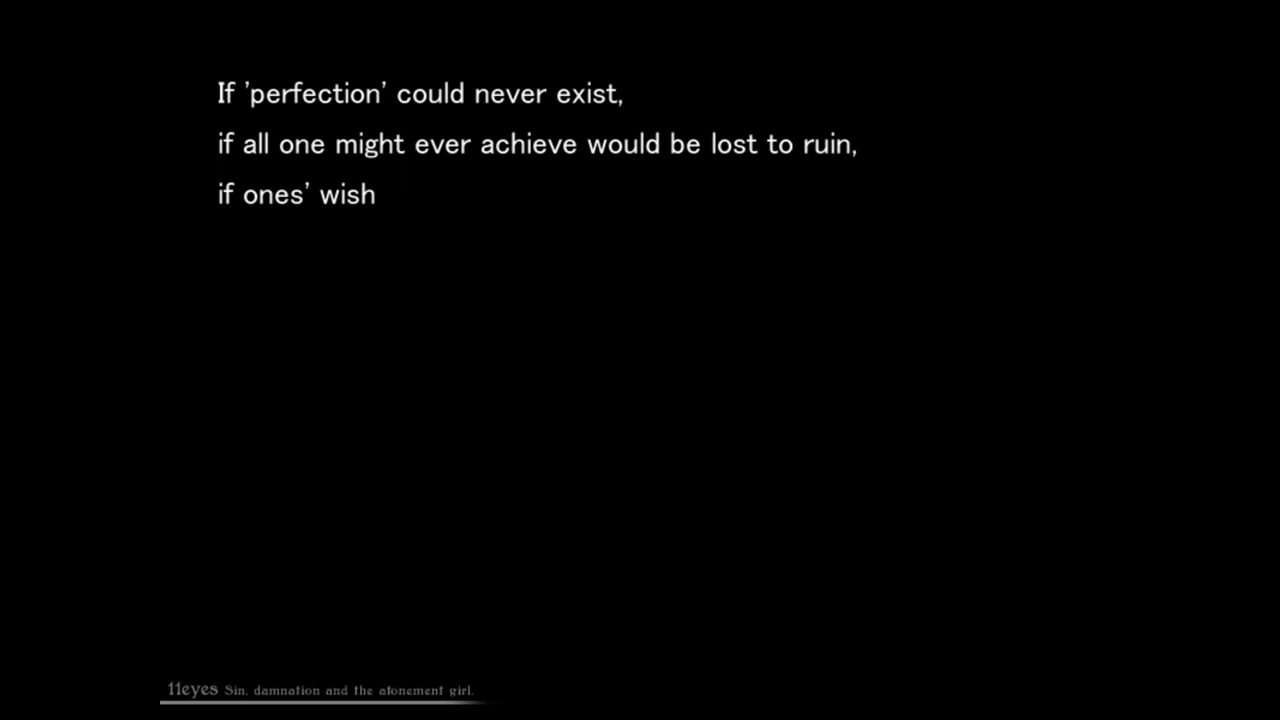 If 'perfection' could never exist,
if all one might ever achieve would be lost to ruin,
if ones' wish
11eyes Sin, damnation and the atonement girl.